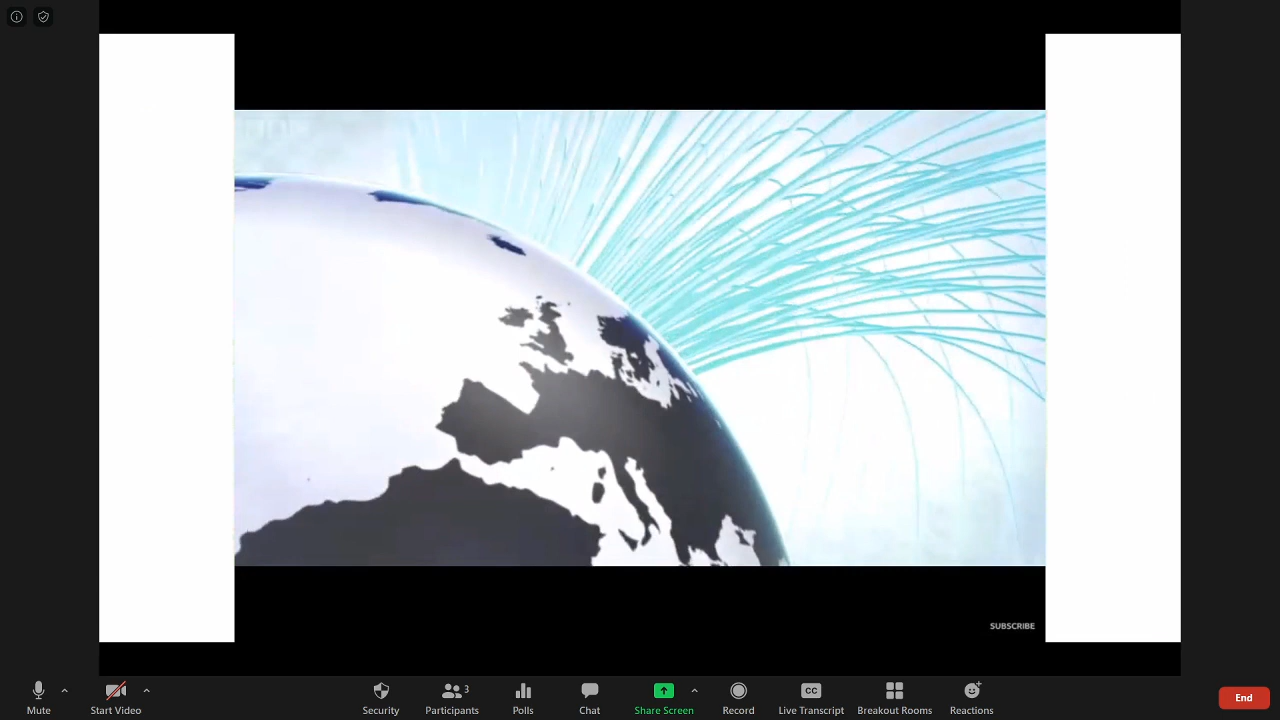 SUBSCRIBE
3
Mute
Start Video
Security
Participants
Polls
Chat
Share Screen
Record
CC
Live Transcript
Breakout Rooms
Reactions
End